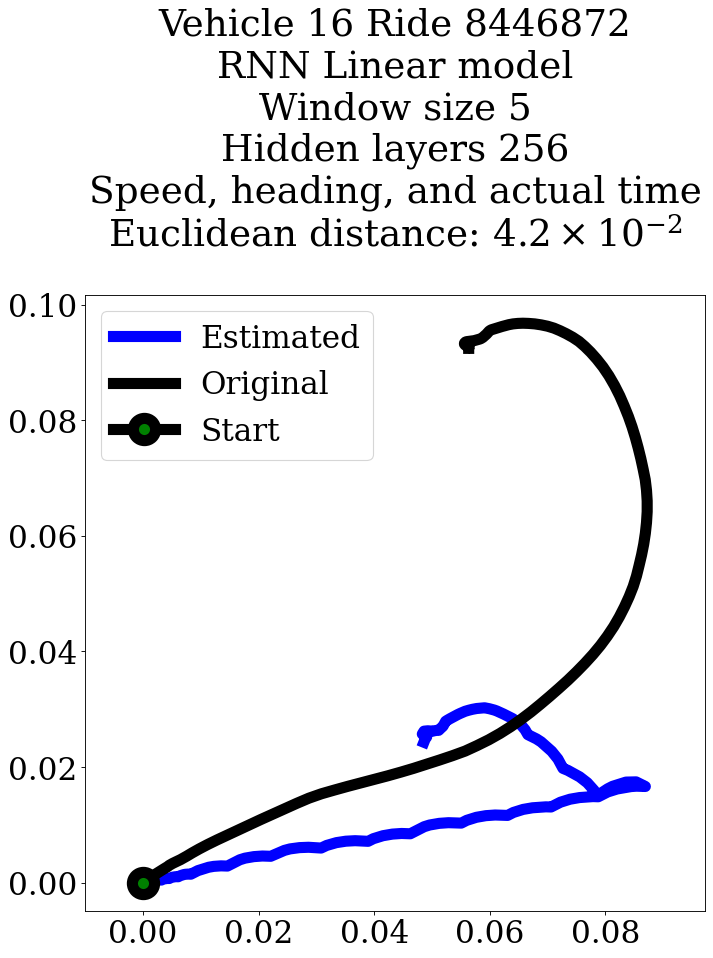 Vehicle 16 Ride 8446872
RNN Linear model
Window size 5
Hidden layers 256
Speed, heading, and actual time
Euclidean distance: 4.2 × 10⁻²
0.10
0.08
0.06
0.04
0.02
0.00
Estimated
Original
Start
0.00 0.02 0.04 0.06 0.08